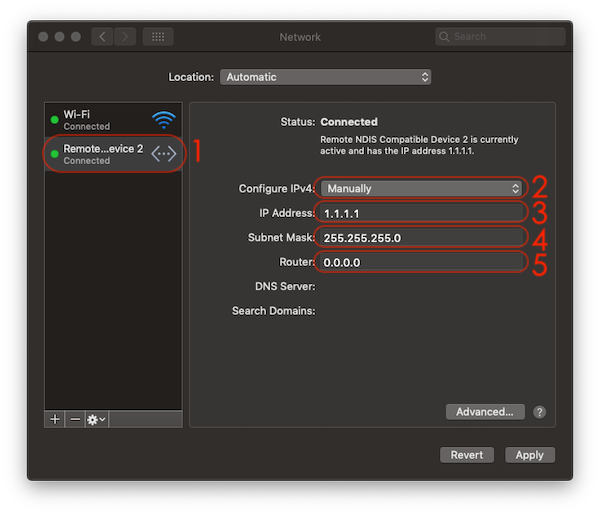 Network
Search
Location: Automatic
Wi-Fi
Connected
Remote...evice 2
Connected
1
Status: Connected
Remote NDIS Compatible Device 2 is currently
active and has the IP address 1.1.1.1.
Configure IPv4: Manually 2
IP Address: 1.1.1.1 3
Subnet Mask: 255.255.255.0 4
Router: 0.0.0.0 5
DNS Server:
Search Domains:
Advanced... ?
Revert Apply